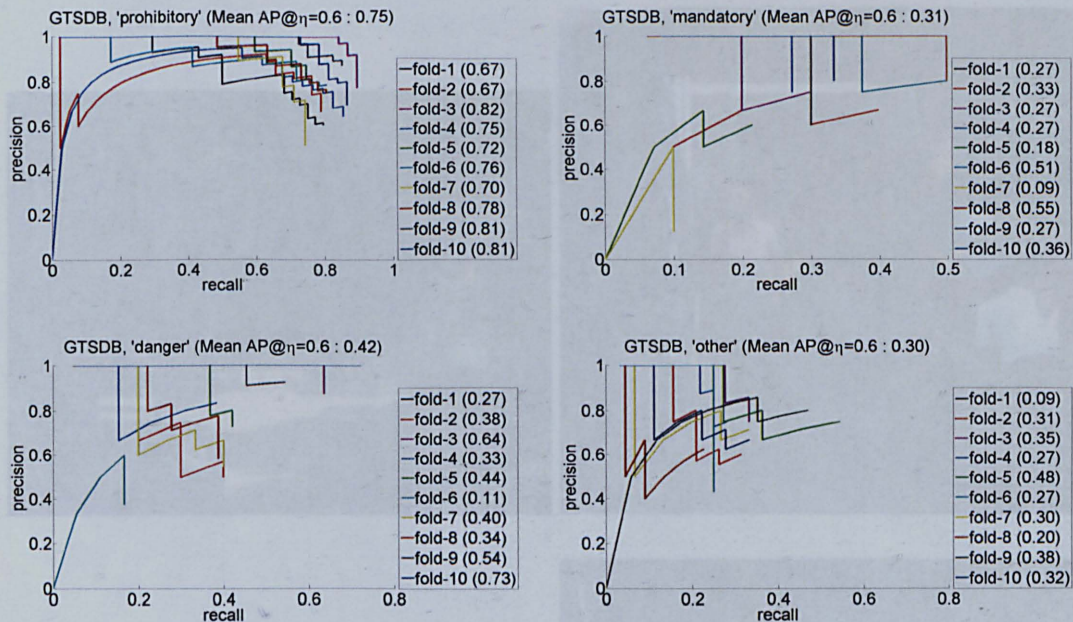 GTSDB, 'prohibitory' (Mean AP@η=0.6 : 0.75)
1
0.8
0.6
0.4
0.2
0
precision
0
0.2
0.4
0.6
0.8
1
recall
fold-1 (0.67)
fold-2 (0.67)
fold-3 (0.82)
fold-4 (0.75)
fold-5 (0.72)
fold-6 (0.76)
fold-7 (0.70)
fold-8 (0.78)
fold-9 (0.81)
fold-10 (0.81)
GTSDB, 'mandatory' (Mean AP@η=0.6 : 0.31)
1
0.8
0.6
0.4
0.2
0
precision
0
0.1
0.2
0.3
0.4
0.5
recall
fold-1 (0.27)
fold-2 (0.33)
fold-3 (0.27)
fold-4 (0.27)
fold-5 (0.18)
fold-6 (0.51)
fold-7 (0.09)
fold-8 (0.55)
fold-9 (0.27)
fold-10 (0.36)
GTSDB, 'danger' (Mean AP@η=0.6 : 0.42)
1
0.8
0.6
0.4
0.2
0
precision
0
0.2
0.4
0.6
0.8
recall
fold-1 (0.27)
fold-2 (0.38)
fold-3 (0.64)
fold-4 (0.33)
fold-5 (0.44)
fold-6 (0.11)
fold-7 (0.40)
fold-8 (0.34)
fold-9 (0.54)
fold-10 (0.73)
GTSDB, 'other' (Mean AP@η=0.6 : 0.30)
1
0.8
0.6
0.4
0.2
0
precision
0
0.2
0.4
0.6
0.8
recall
fold-1 (0.09)
fold-2 (0.31)
fold-3 (0.35)
fold-4 (0.27)
fold-5 (0.48)
fold-6 (0.27)
fold-7 (0.30)
fold-8 (0.20)
fold-9 (0.38)
fold-10 (0.32)